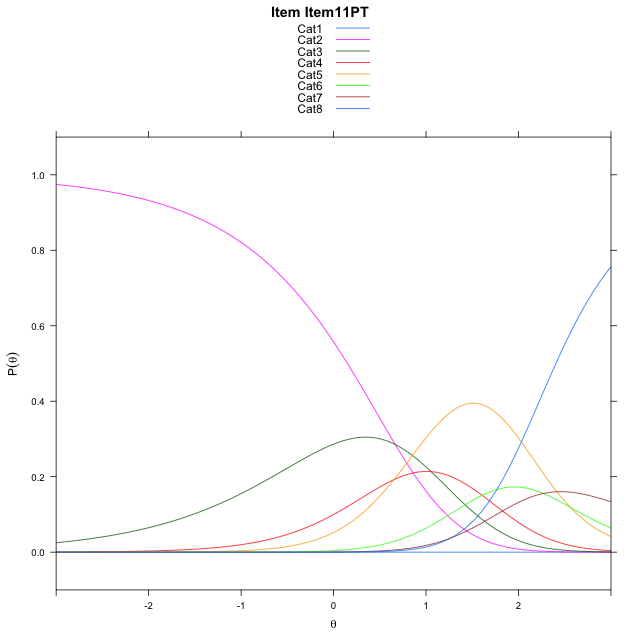 Item Item11PT
Cat1
Cat2
Cat3
Cat4
Cat5
Cat6
Cat7
Cat8
1.0
0.8
0.6
0.4
0.2
0.0
P(θ)
-2 -1 0 1 2
θ